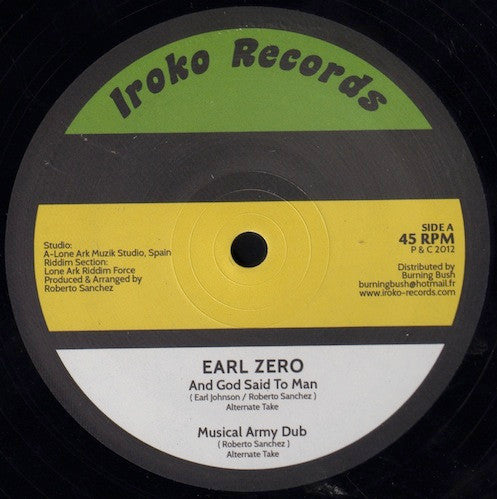 Iroko Records
Studio:
A-Lone Ark Muzik Studio, Spain
Riddim Section:
Lone Ark Riddim Force
Produced & Arranged by
Roberto Sanchez
SIDE A
45 RPM
P & C 2012
Distributed by
Burning Bush
burningbush@hotmail.fr
www.iroko-records.com
EARL ZERO
And God Said To Man
( Earl Johnson / Roberto Sanchez )
Alternate Take
Musical Army Dub
( Roberto Sanchez )
Alternate Take